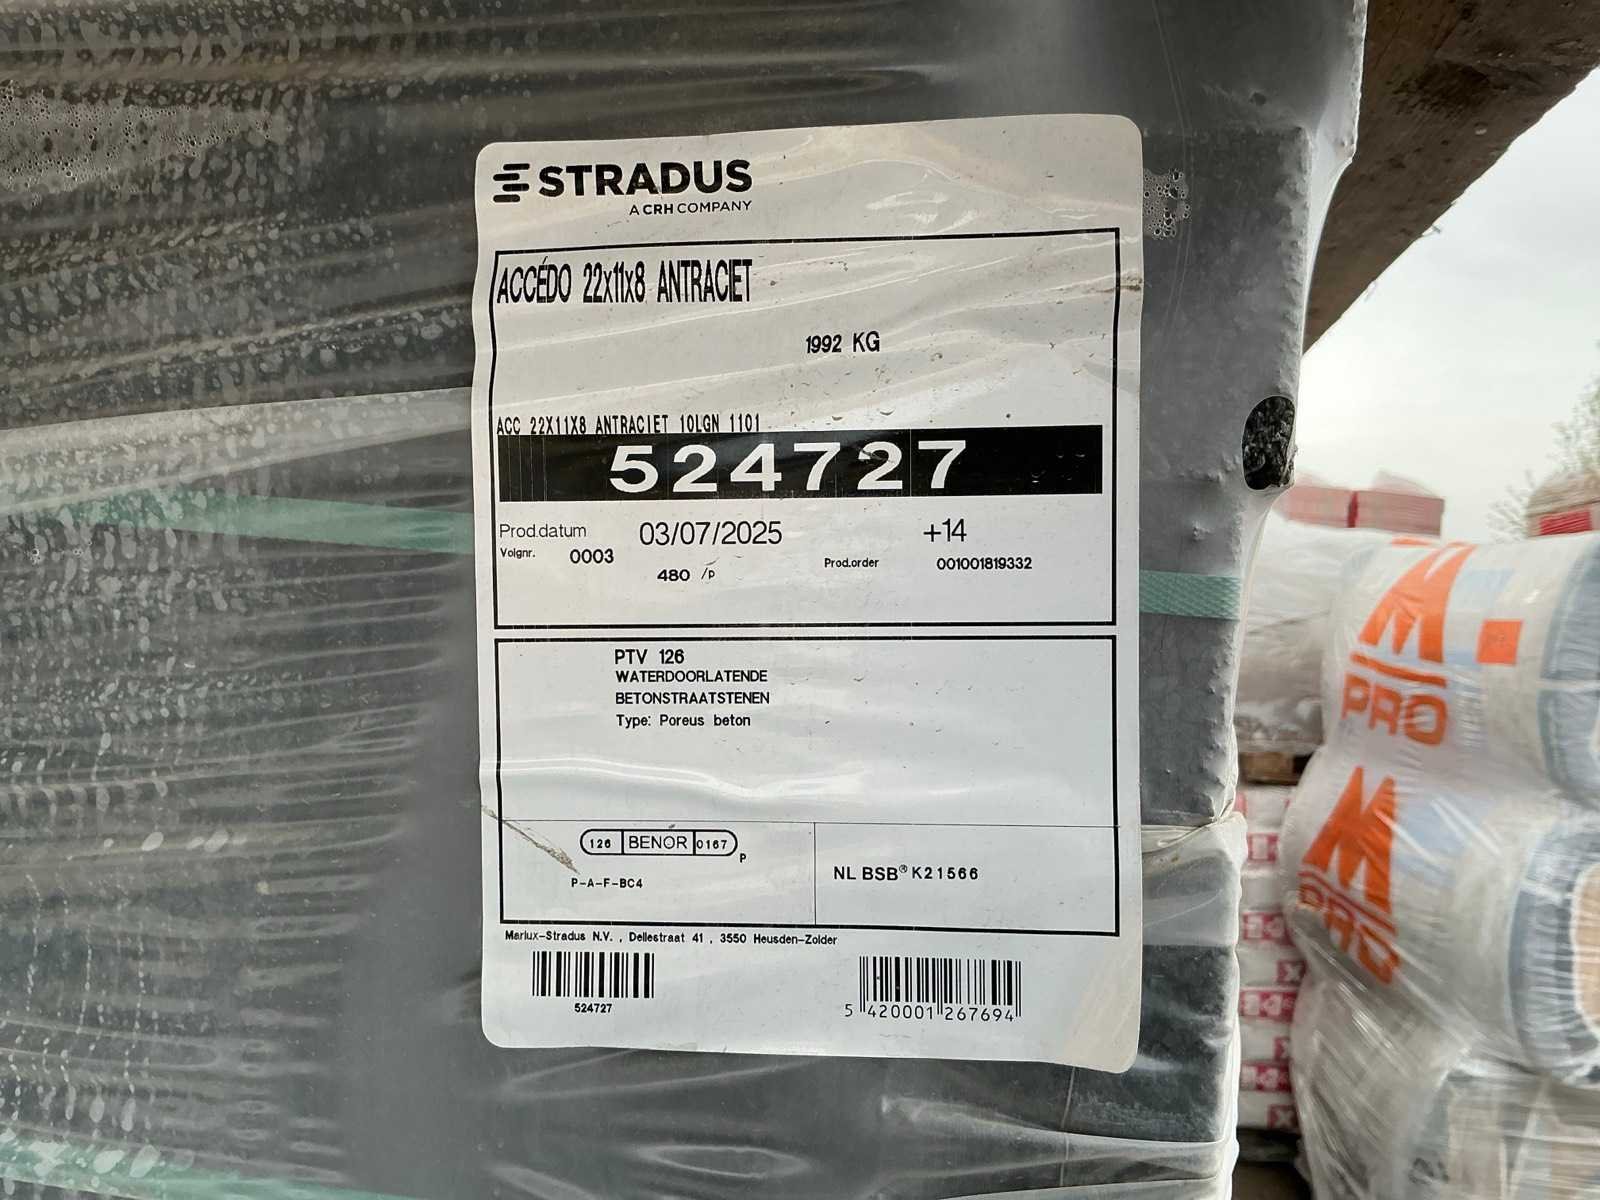 STRADUS
A CRH COMPANY
ACCÉDO 22x11x8 ANTRACIET
1992 KG
ACC 22X11X8 ANTRACIET 10LGN 1101
524727
Prod.datum 03/07/2025 +14
Volgnr. 0003 Prod.order 001001819332
480 /p
PTV 126
WATERDOORLATENDE
BETONSTRAATSTENEN
Type: Poreus beton
126 BENOR 0167 P
P-A-F-BC4
NL BSB® K21566
Marlux-Stradus N.V. , Dellestraat 41 , 3550 Heusden-Zolder
524727
5 420001 267694
M
PRO
M
PRO